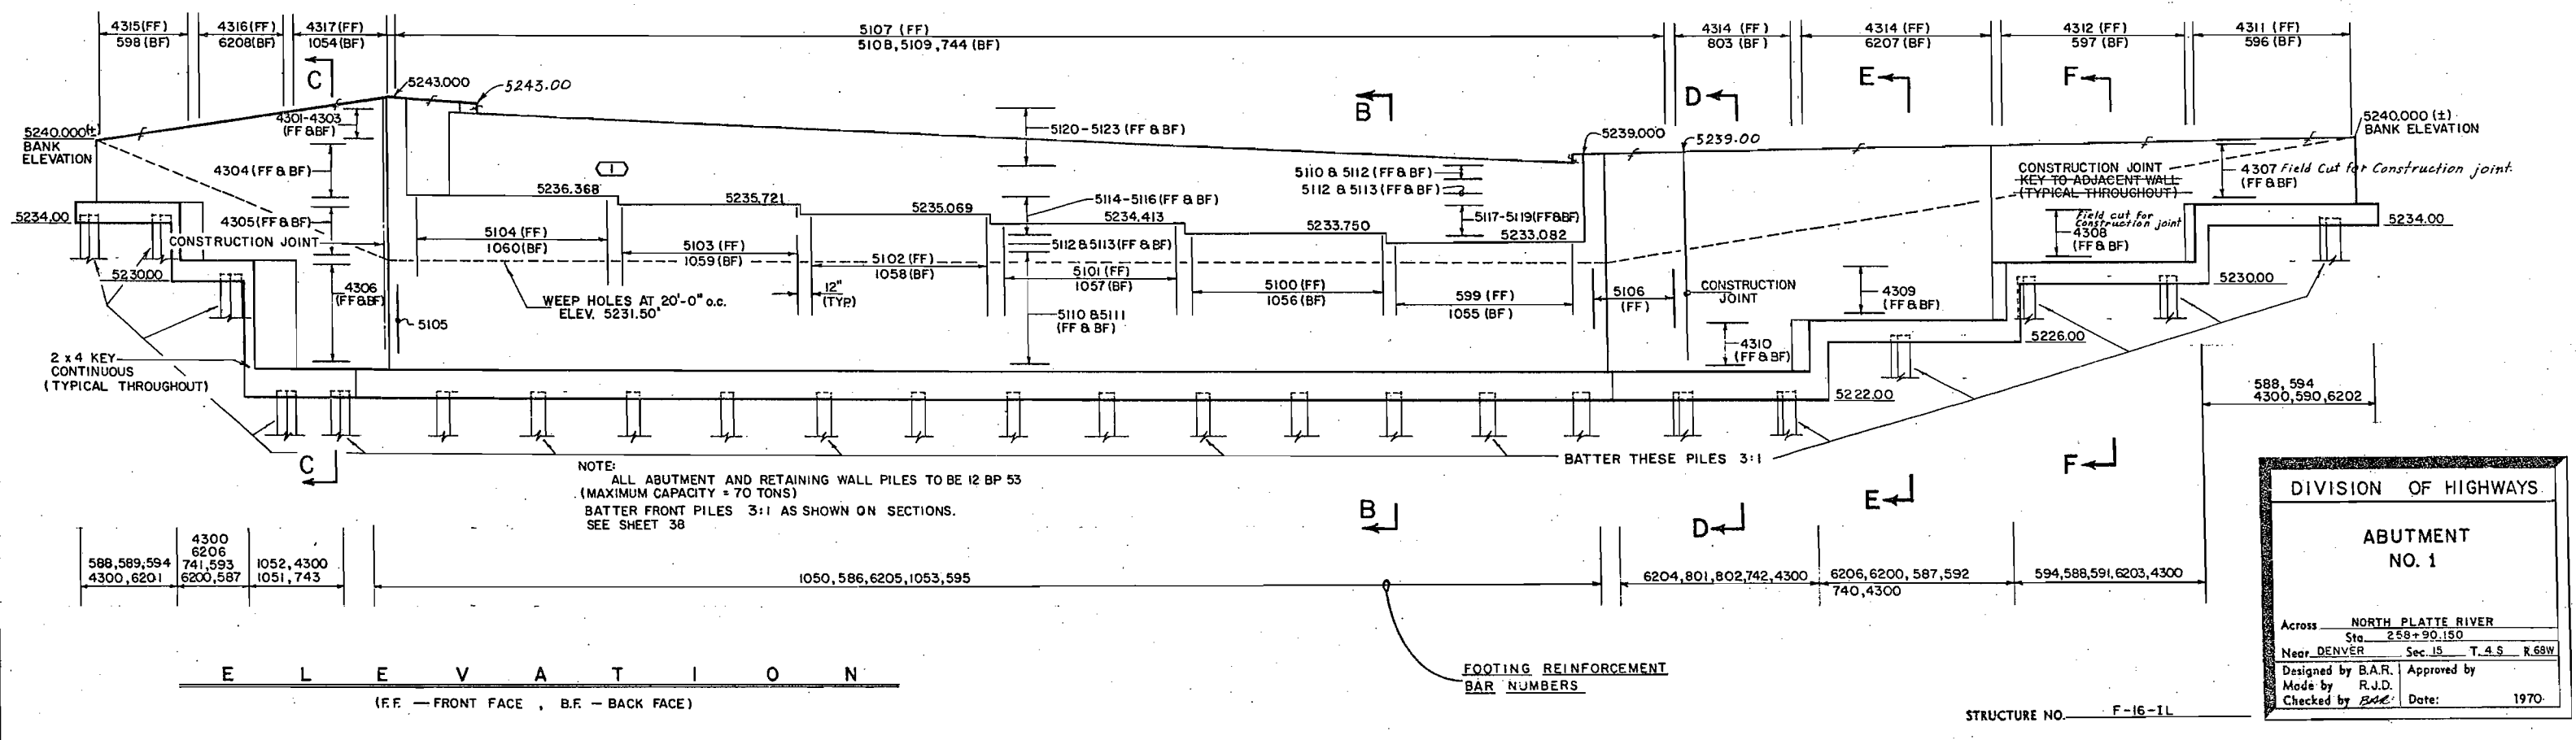 4315(FF)
598 (BF)
4316(FF)
6208(BF)
4317(FF)
1054(BF)
5107 (FF)
5108, 5109, 744 (BF)
4314 (FF)
803 (BF)
4314 (FF)
6207(BF)
4312 (FF)
597 (BF)
4311 (FF)
596 (BF)
C
B
D
E
F
5243.000
5243.00
4301-4303
(FF & BF)
5240.000(±)
BANK
ELEVATION
4304 (FF & BF)
1
5120-5123 (FF & BF)
5239.000
5239.00
5240.000 (±)
BANK ELEVATION
5110 & 5112 (FF & BF)
5112 & 5113(FF & BF)
CONSTRUCTION JOINT
KEY TO ADJACENT WALL
(TYPICAL THROUGHOUT)
4307 Field Cut for Construction joint.
(FF & BF)
5236.368
5235.721
5235.069
5234.413
5233.750
5233.082
5114-5116 (FF & BF)
5117-5119(FF&BF)
5234.00
4305(FF & BF)
CONSTRUCTION JOINT
5104 (FF)
1060(BF)
5103 (FF)
1059(BF)
5102 (FF)
1058(BF)
5112&5113(FF & BF)
5101 (FF)
1057(BF)
5100 (FF)
1056(BF)
599 (FF)
1055 (BF)
5106
(FF)
Field cut for
Construction joint
4308
(FF & BF)
5234.00
5230.00
4306
(FF&BF)
5105
WEEP HOLES AT 20'-0" o.c.
ELEV. 5231.50'
12"
(TYP.)
5110 &5111
(FF & BF)
CONSTRUCTION
JOINT
4309
(FF & BF)
5230.00
4310
(FF & BF)
5226.00
2 x 4 KEY
CONTINUOUS
(TYPICAL THROUGHOUT)
5222.00
588, 594
4300, 590, 6202
C
BATTER THESE PILES 3:1
NOTE:
ALL ABUTMENT AND RETAINING WALL PILES TO BE 12 BP 53
(MAXIMUM CAPACITY = 70 TONS)
BATTER FRONT PILES 3:1 AS SHOWN ON SECTIONS.
SEE SHEET 38
B
D
E
F
588,589,594
4300,6201
4300
6206
741,593
6200,587
1052,4300
1051,743
1050,586,6205,1053,595
6204,801,802,742,4300
6206,6200, 587,592
740,4300
594,588,591,6203,4300
FOOTING REINFORCEMENT
BAR NUMBERS
ELEVATION
(F.F. — FRONT FACE , B.F. — BACK FACE)
DIVISION OF HIGHWAYS
ABUTMENT
NO. 1
Across NORTH PLATTE RIVER
Sta. 258+90.150
Near DENVER Sec. 15 T. 4 S R. 68W
Designed by B.A.R. Approved by
Made by R.J.D.
Checked by BAR Date: 1970
STRUCTURE NO. F-16-IL